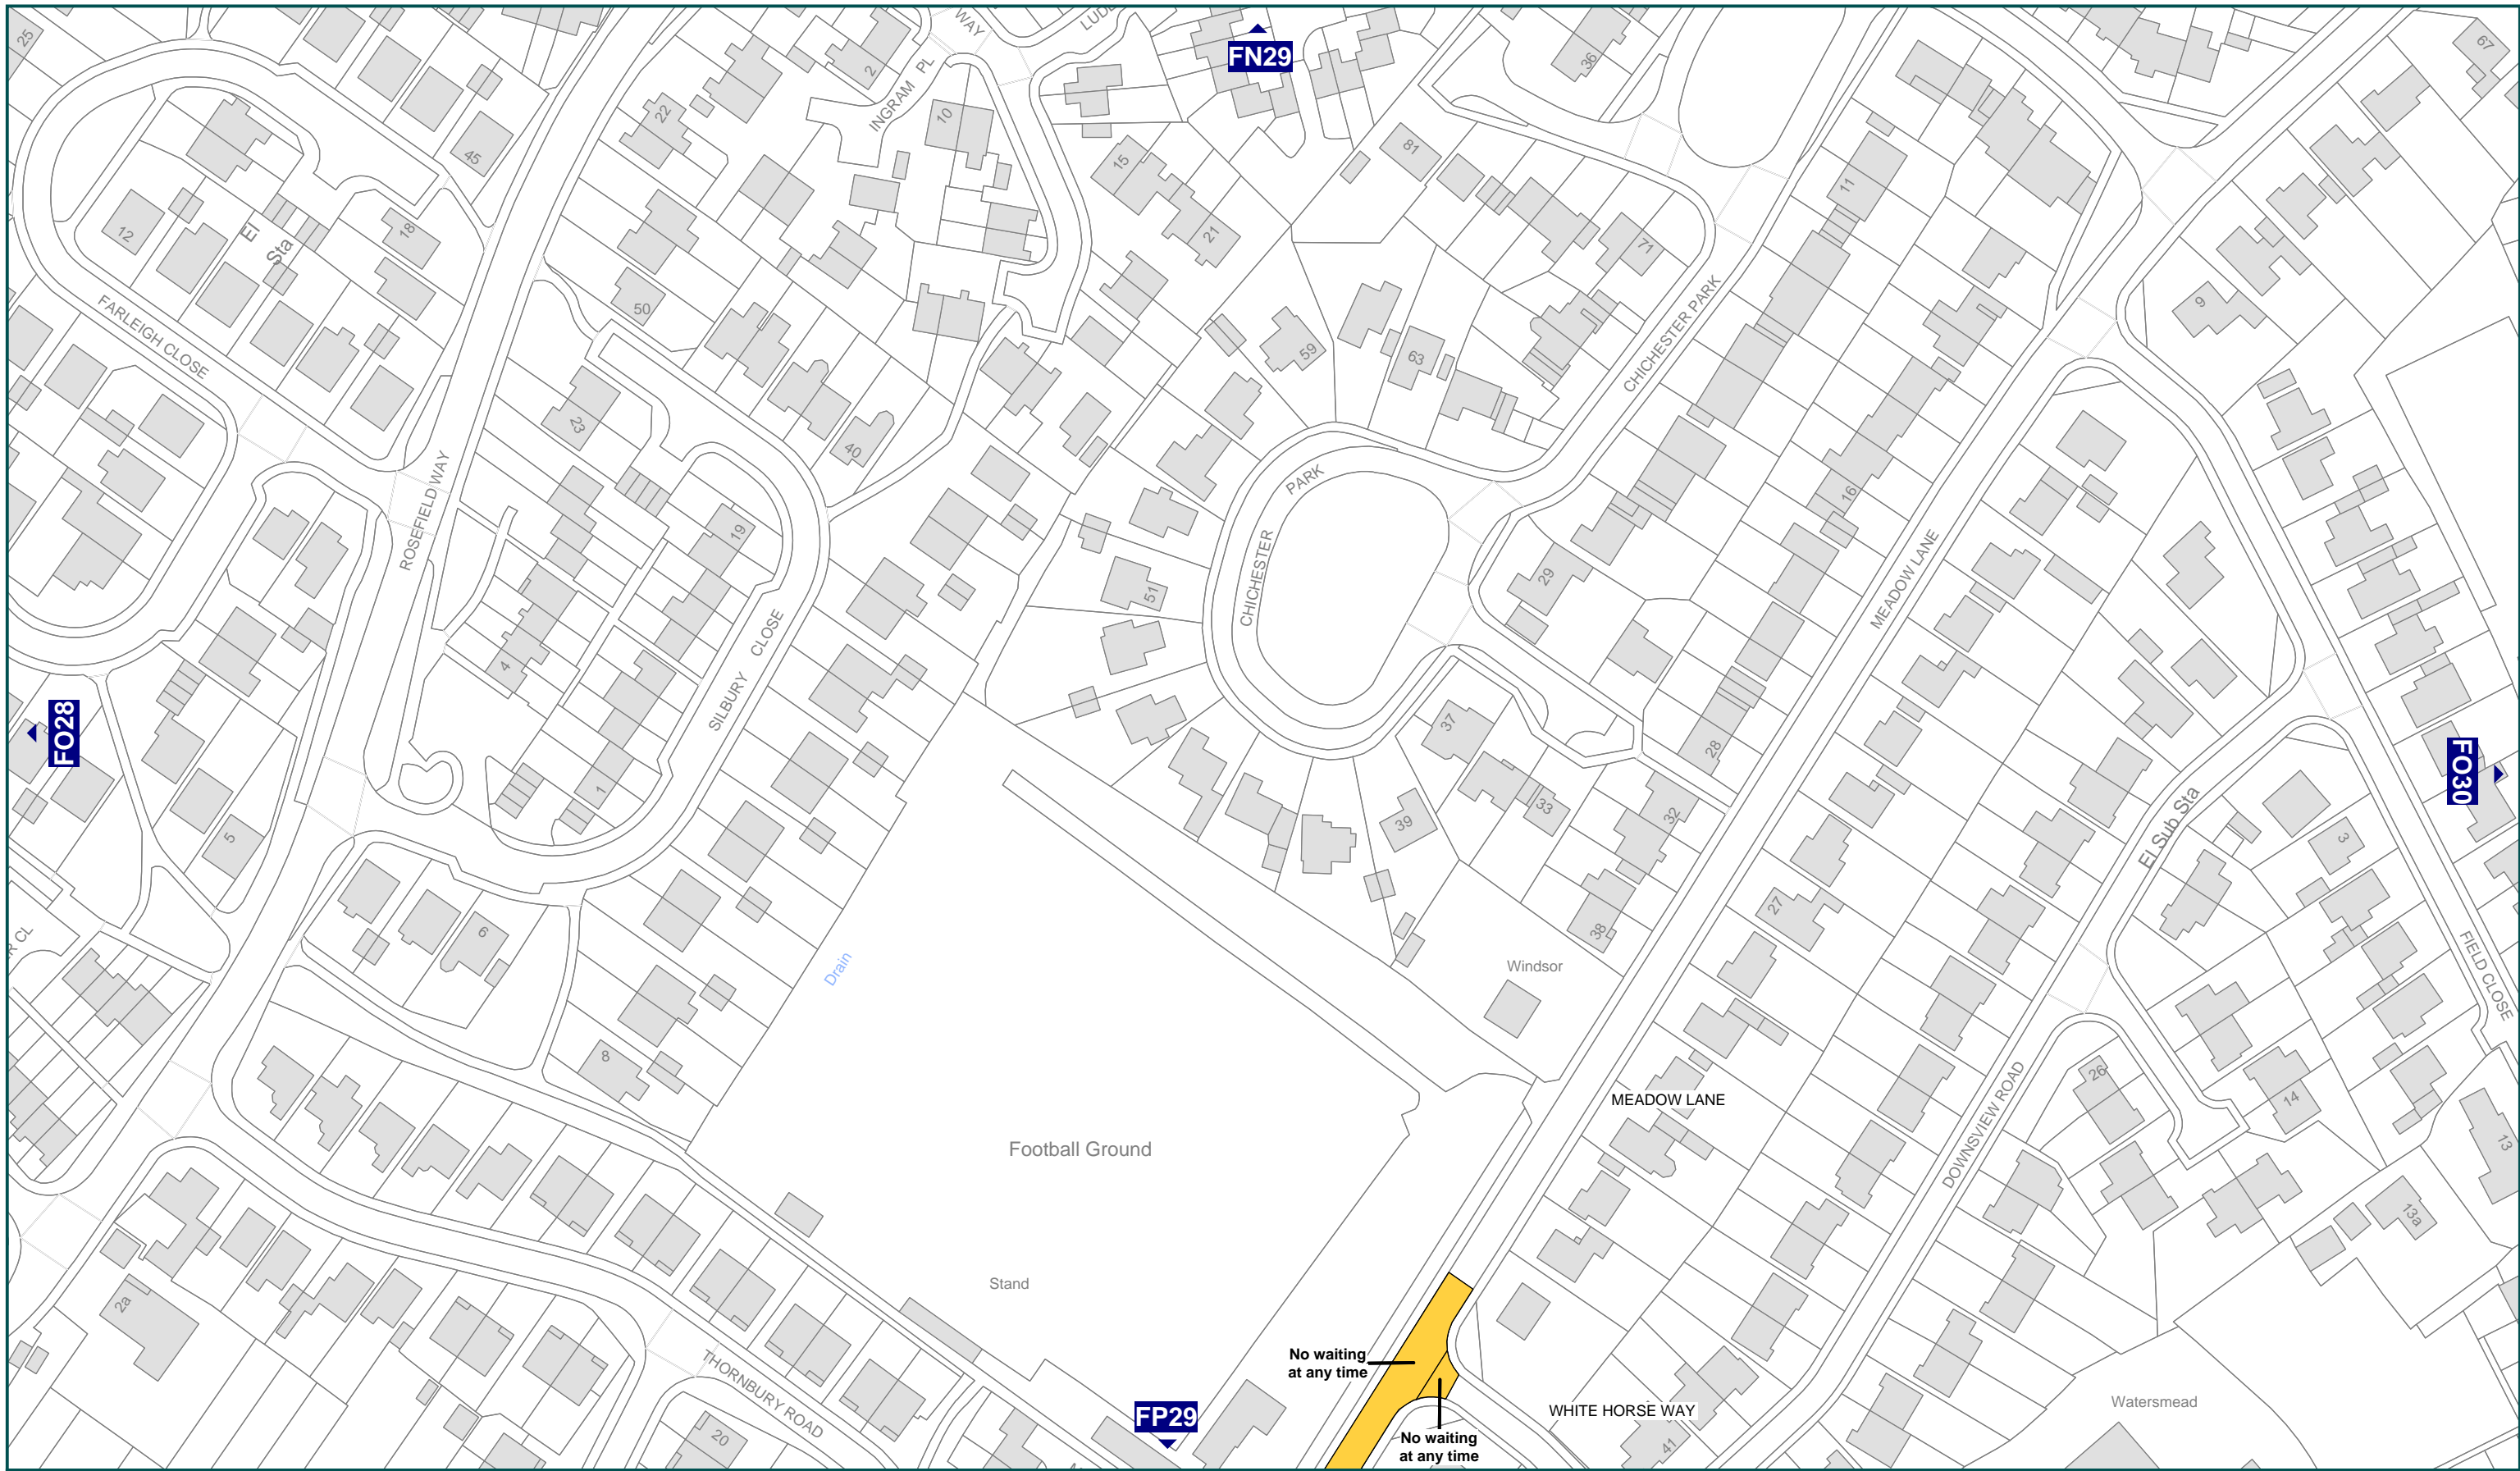 25
WAY
FN29
36
67
2
INGRAM PL
22
10
45
15
81
11
12
El
Sta
18
21
71
50
9
FARLEIGH CLOSE
59
63
CHICHESTER PARK
23
40
PARK
16
ROSEFIELD WAY
19
CHICHESTER
29
51
MEADOW LANE
4
SILBURY CLOSE
FO28
37
28
FO30
1
33
32
39
El Sub Sta
3
5
27
6
38
R CL
Drain
Windsor
FIELD CLOSE
8
26
MEADOW LANE
14
DOWNSVIEW ROAD
Football Ground
13
13a
Stand
2a
No waiting
at any time
THORNBURY ROAD
FP29
WHITE HORSE WAY
Watersmead
20
41
No waiting
at any time